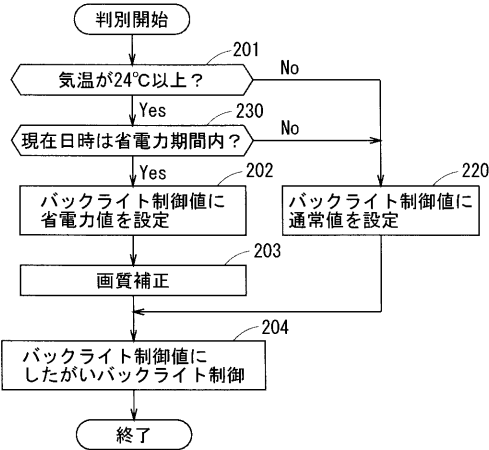 判別開始
201
気温が24℃以上？
No
Yes
230
現在日時は省電力期間内？
No
Yes
202
バックライト制御値に
省電力値を設定
220
バックライト制御値に
通常値を設定
203
画質補正
204
バックライト制御値に
したがいバックライト制御
終了